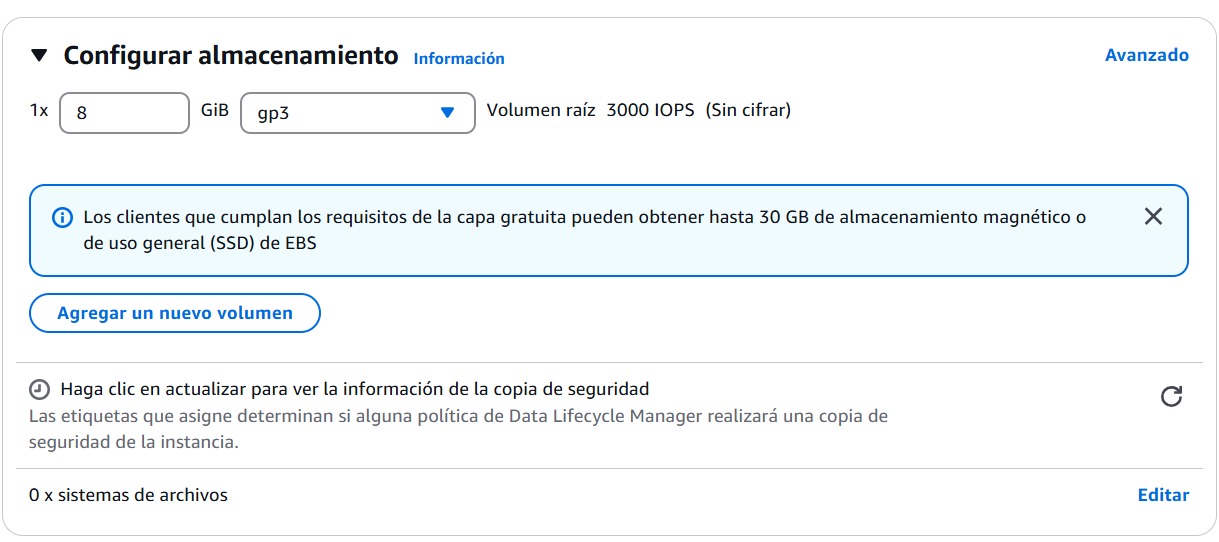 Configurar almacenamiento Información Avanzado
1x 8 GiB gp3 Volumen raíz 3000 IOPS (Sin cifrar)
Los clientes que cumplan los requisitos de la capa gratuita pueden obtener hasta 30 GB de almacenamiento magnético o
de uso general (SSD) de EBS
Agregar un nuevo volumen
Haga clic en actualizar para ver la información de la copia de seguridad
Las etiquetas que asigne determinan si alguna política de Data Lifecycle Manager realizará una copia de
seguridad de la instancia.
0 x sistemas de archivos Editar